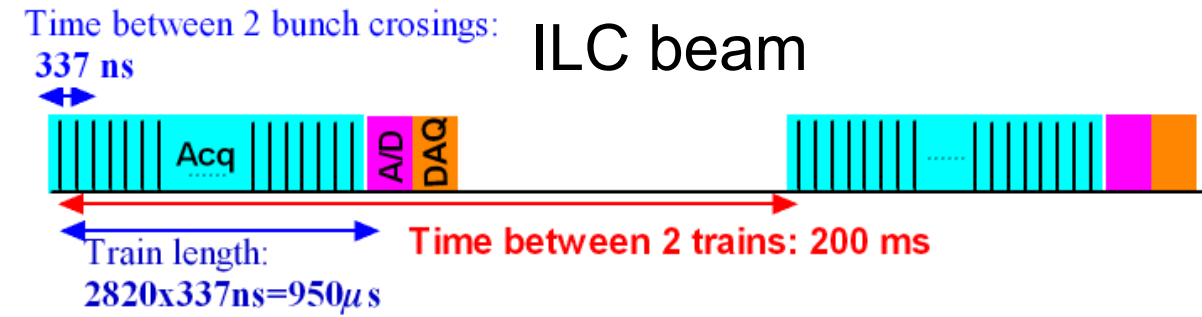 Time between 2 bunch crosings:
ILC beam
337 ns
Acq
......
A/D
DAQ
......
Time between 2 trains: 200 ms
Train length:
2820x337ns=950μs